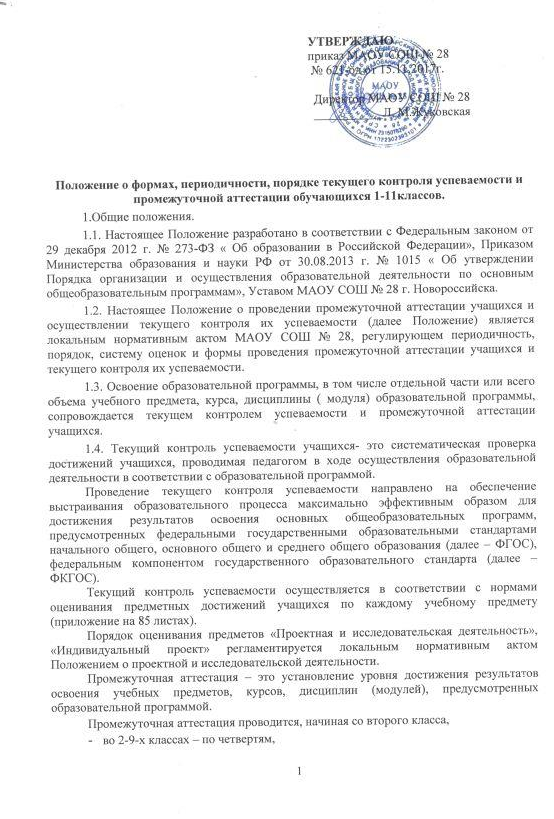 УТВЕРЖДАЮ.
приказ МАОУ СОШ № 28
№ 621-од от 15.11.2017г.
МАОУ
Директор МАОУ СОШ № 28
Л. М.Жуковская
Положение о формах, периодичности, порядке текущего контроля успеваемости и
промежуточной аттестации обучающихся 1-11классов.
1.Общие положения.
1.1. Настоящее Положение разработано в соответствии с Федеральным законом от
29 декабря 2012 г. № 273-ФЗ « Об образовании в Российской Федерации», Приказом
Министерства образования и науки РФ от 30.08.2013 г. № 1015 « Об утверждении
Порядка организации и осуществления образовательной деятельности по основным
общеобразовательным программам», Уставом МАОУ СОШ № 28 г. Новороссийска.
1.2. Настоящее Положение о проведении промежуточной аттестации учащихся и
осуществлении текущего контроля их успеваемости (далее Положение) является
локальным нормативным актом МАОУ СОШ № 28, регулирующем периодичность,
порядок, систему оценок и формы проведения промежуточной аттестации учащихся и
текущего контроля их успеваемости.
1.3. Освоение образовательной программы, в том числе отдельной части или всего
объема учебного предмета, курса, дисциплины ( модуля) образовательной программы,
сопровождается текущем контролем успеваемости и промежуточной аттестации
учащихся.
1.4. Текущий контроль успеваемости учащихся- это систематическая проверка
достижений учащихся, проводимая педагогом в ходе осуществления образовательной
деятельности в соответствии с образовательной программой.
Проведение текущего контроля успеваемости направлено на обеспечение
выстраивания образовательного процесса максимально эффективным образом для
достижения результатов освоения основных общеобразовательных программ,
предусмотренных федеральными государственными образовательными стандартами
начального общего, основного общего и среднего общего образования (далее – ФГОС),
федеральным компонентом государственного образовательного стандарта (далее –
ФКГОС).
Текущий контроль успеваемости осуществляется в соответствии с нормами
оценивания предметных достижений учащихся по каждому учебному предмету
(приложение на 85 листах).
Порядок оценивания предметов «Проектная и исследовательская деятельность»,
«Индивидуальный проект» регламентируется локальным нормативным актом
Положением о проектной и исследовательской деятельности.
Промежуточная аттестация – это установление уровня достижения результатов
освоения учебных предметов, курсов, дисциплин (модулей), предусмотренных
образовательной программой.
Промежуточная аттестация проводится, начиная со второго класса,
- во 2-9-х классах – по четвертям,
1